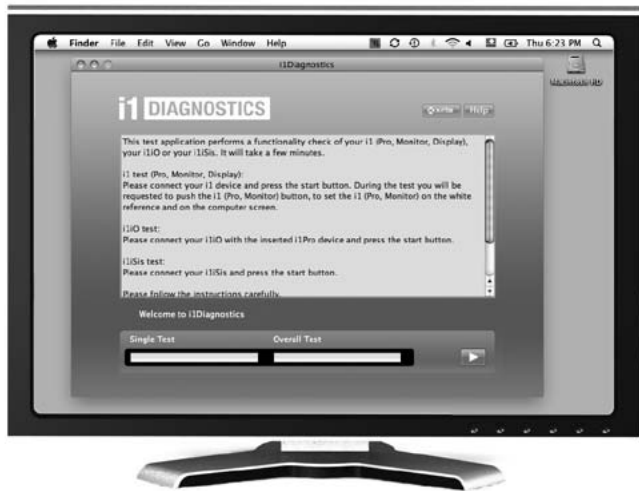 Finder File Edit View Go Window Help Thu 6:23 PM
i1Diagnostics
Macintosh HD
i1 DIAGNOSTICS
Help
This test application performs a functionality check of your i1 (Pro, Monitor, Display),
your i1iO or your i1iSis. It will take a few minutes.
i1 test (Pro, Monitor, Display):
Please connect your i1 device and press the start button. During the test you will be
requested to push the i1 (Pro, Monitor) button, to set the i1 (Pro, Monitor) on the white
reference and on the computer screen.
i1iO test:
Please connect your i1iO with the inserted i1Pro device and press the start button.
i1iSis test:
Please connect your i1iSis and press the start button.
Please follow the instructions carefully.
Welcome to i1Diagnostics
Single Test Overall Test